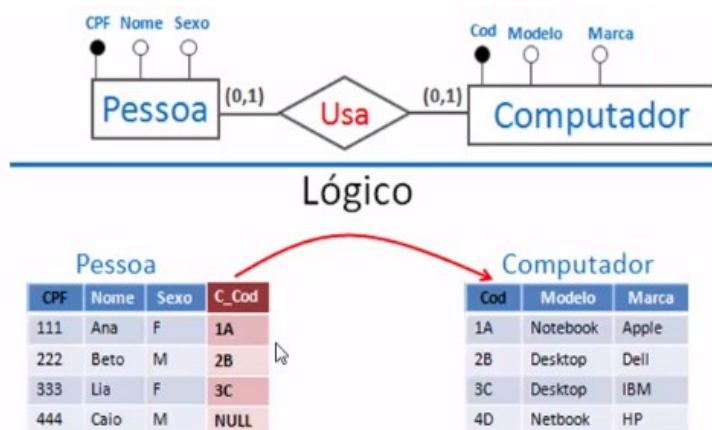 CPF Nome Sexo
Cod Modelo Marca
Pessoa (0,1) Usa (0,1) Computador
Lógico
Pessoa
CPF Nome Sexo C_Cod
111 Ana F 1A
222 Beto M 2B
333 Lia F 3C
444 Caio M NULL
Computador
Cod Modelo Marca
1A Notebook Apple
2B Desktop Dell
3C Desktop IBM
4D Netbook HP